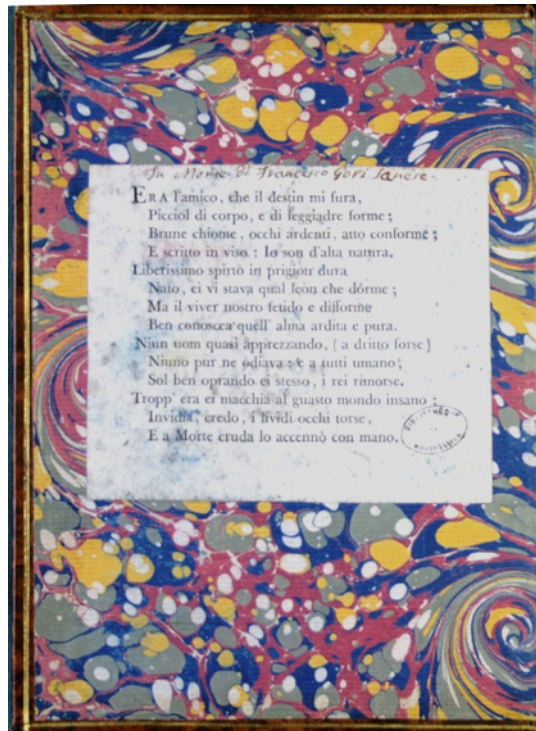 In Morte di Francesco Gori Sanese.
ERA l'amico, che il destin mi fura,
Picciol di corpo, e di leggiadre forme;
Brune chiome, occhi ardenti, atto conforme;
E scritto in viso: Io son d'alta natura.
Liberissimo spirto in prigion dura
Nato, ei vi stava qual leon che dorme;
Ma il viver nostro fetido e difforme
Ben conoscea quell' alma ardita e pura.
Niun uom quasi apprezzando, (a dritto forse)
Niuno pur ne odiava: e a tutti umano;
Sol ben oprando ei stesso, i rei rimorse.
Tropp' era ei macchia al guasto mondo insano;
Invidia, credo, i lividi occhi torse,
E a Morte cruda lo accennò con mano.